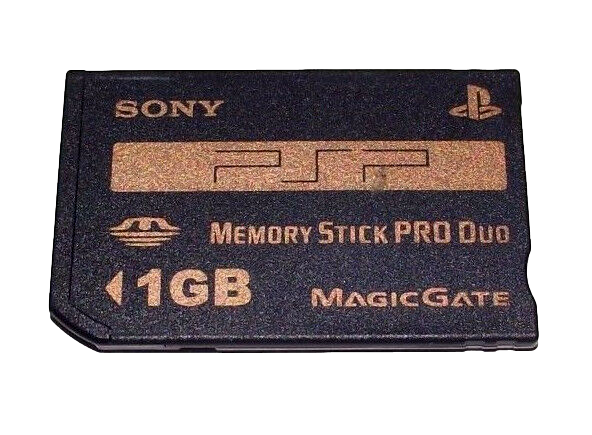 SONY
PSP
MEMORY STICK PRO DUO
1GB
MAGICGATE